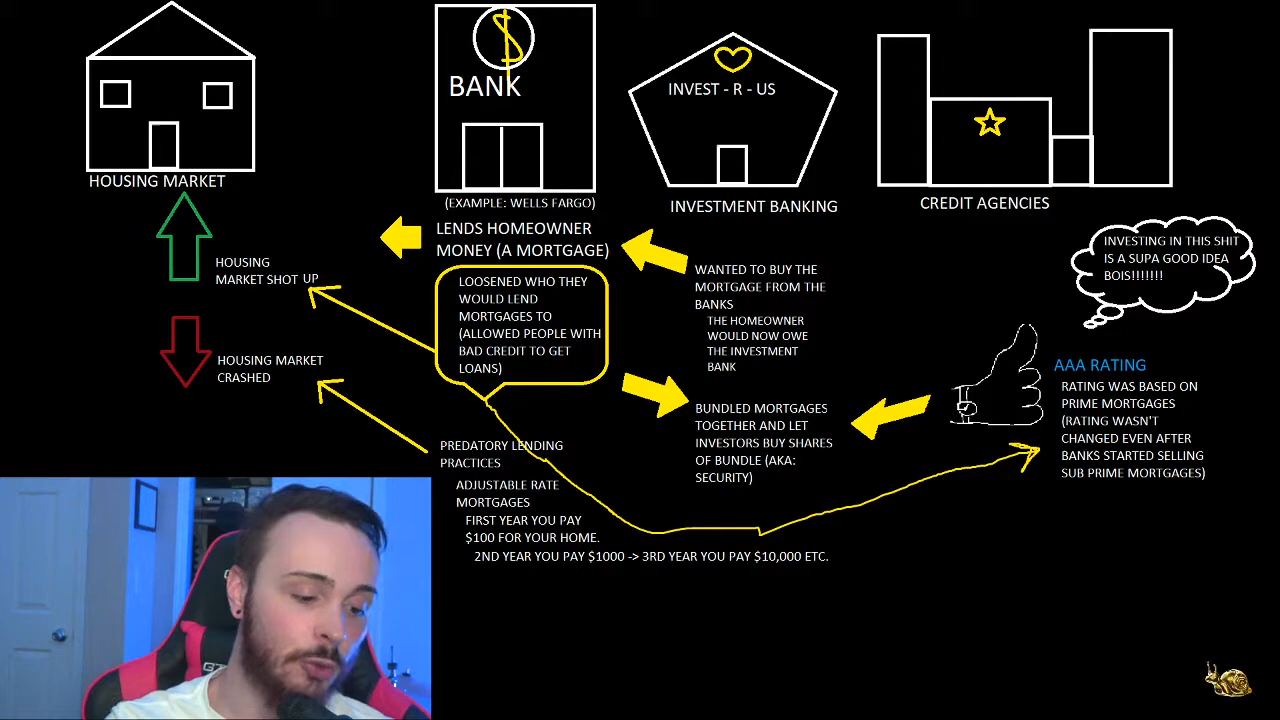 BANK
INVEST - R - US
HOUSING MARKET
(EXAMPLE: WELLS FARGO)
INVESTMENT BANKING
CREDIT AGENCIES
LENDS HOMEOWNER
MONEY (A MORTGAGE)
HOUSING
MARKET SHOT UP
HOUSING MARKET
CRASHED
LOOSENED WHO THEY
WOULD LEND
MORTGAGES TO
(ALLOWED PEOPLE WITH
BAD CREDIT TO GET
LOANS)
PREDATORY LENDING
PRACTICES
ADJUSTABLE RATE
MORTGAGES
FIRST YEAR YOU PAY
$100 FOR YOUR HOME.
2ND YEAR YOU PAY $1000 -> 3RD YEAR YOU PAY $10,000 ETC.
WANTED TO BUY THE
MORTGAGE FROM THE
BANKS
THE HOMEOWNER
WOULD NOW OWE
THE INVESTMENT
BANK
BUNDLED MORTGAGES
TOGETHER AND LET
INVESTORS BUY SHARES
OF BUNDLE (AKA:
SECURITY)
INVESTING IN THIS SHIT
IS A SUPA GOOD IDEA
BOIS!!!!!!!
AAA RATING
RATING WAS BASED ON
PRIME MORTGAGES
(RATING WASN'T
CHANGED EVEN AFTER
BANKS STARTED SELLING
SUB PRIME MORTGAGES)